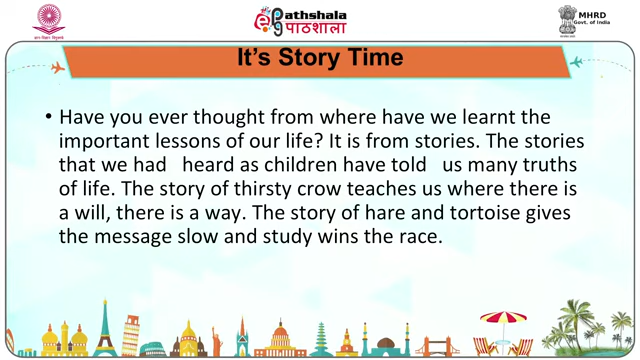 ePathshala
पाठशाला
MHRD
Govt. of India
It's Story Time
• Have you ever thought from where have we learnt the
important lessons of our life? It is from stories. The stories
that we had heard as children have told us many truths
of life. The story of thirsty crow teaches us where there is
a will, there is a way. The story of hare and tortoise gives
the message slow and study wins the race.